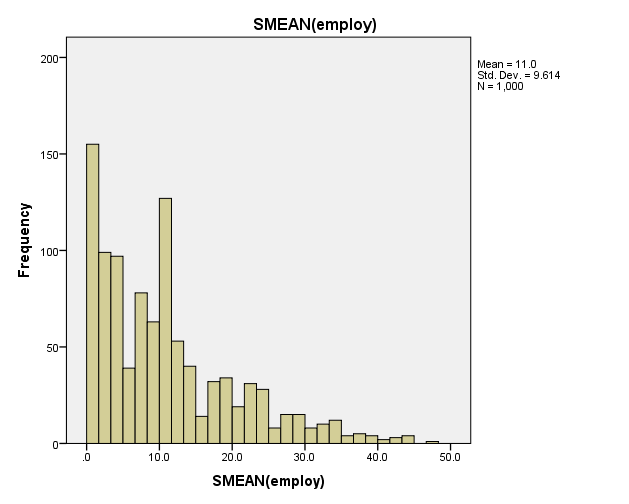 SMEAN(employ)
Mean = 11.0
Std. Dev. = 9.614
N = 1,000
200
150
100
50
0
Frequency
.0 10.0 20.0 30.0 40.0 50.0
SMEAN(employ)